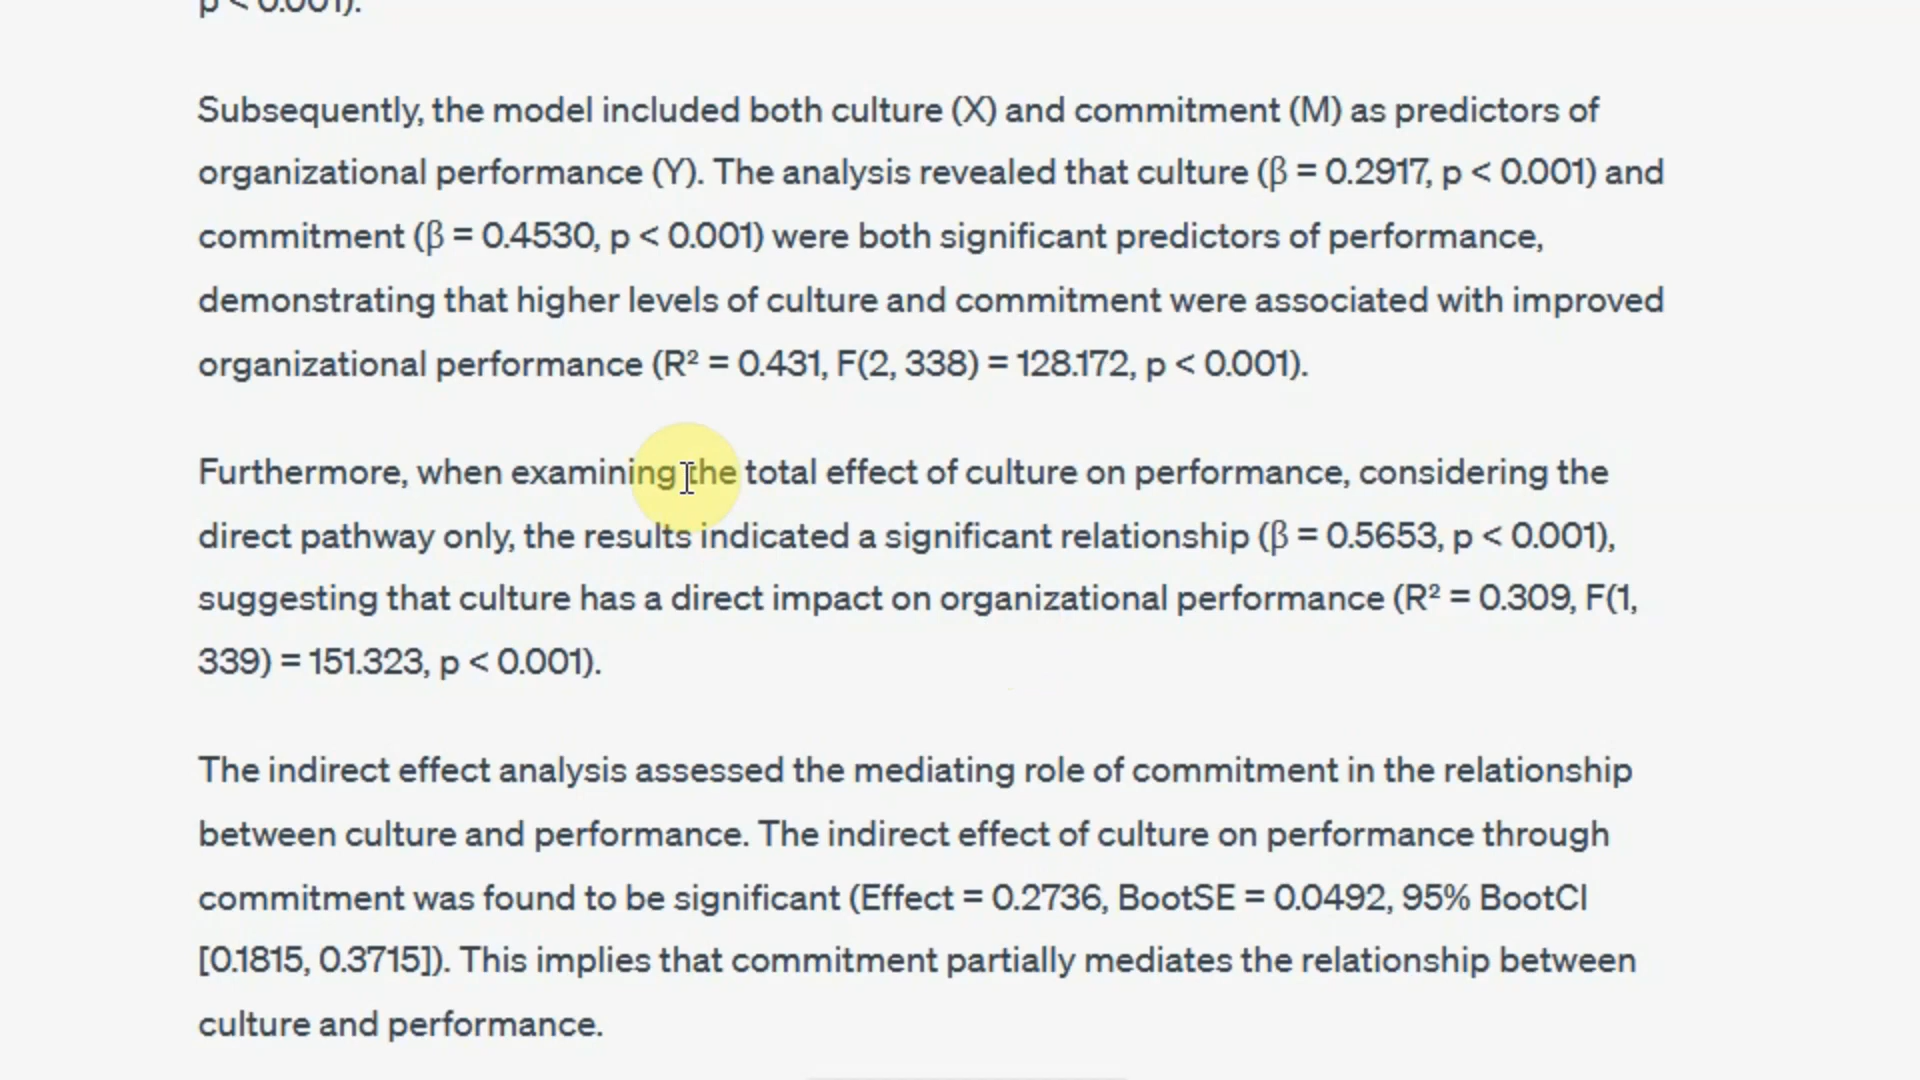 p < 0.001).
Subsequently, the model included both culture (X) and commitment (M) as predictors of
organizational performance (Y). The analysis revealed that culture (β = 0.2917, p < 0.001) and
commitment (β = 0.4530, p < 0.001) were both significant predictors of performance,
demonstrating that higher levels of culture and commitment were associated with improved
organizational performance (R² = 0.431, F(2, 338) = 128.172, p < 0.001).
Furthermore, when examining the total effect of culture on performance, considering the
direct pathway only, the results indicated a significant relationship (β = 0.5653, p < 0.001),
suggesting that culture has a direct impact on organizational performance (R² = 0.309, F(1,
339) = 151.323, p < 0.001).
The indirect effect analysis assessed the mediating role of commitment in the relationship
between culture and performance. The indirect effect of culture on performance through
commitment was found to be significant (Effect = 0.2736, BootSE = 0.0492, 95% BootCI
[0.1815, 0.3715]). This implies that commitment partially mediates the relationship between
culture and performance.